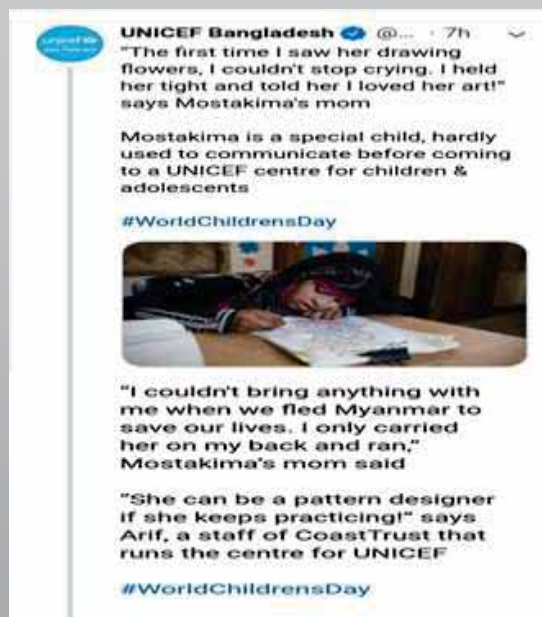 UNICEF Bangladesh @... · 7h
"The first time I saw her drawing
flowers, I couldn't stop crying. I held
her tight and told her I loved her art!"
says Mostakima's mom
Mostakima is a special child, hardly
used to communicate before coming
to a UNICEF centre for children &
adolescents
#WorldChildrensDay
"I couldn't bring anything with
me when we fled Myanmar to
save our lives. I only carried
her on my back and ran,"
Mostakima's mom said
"She can be a pattern designer
if she keeps practicing!" says
Arif, a staff of CoastTrust that
runs the centre for UNICEF
#WorldChildrensDay